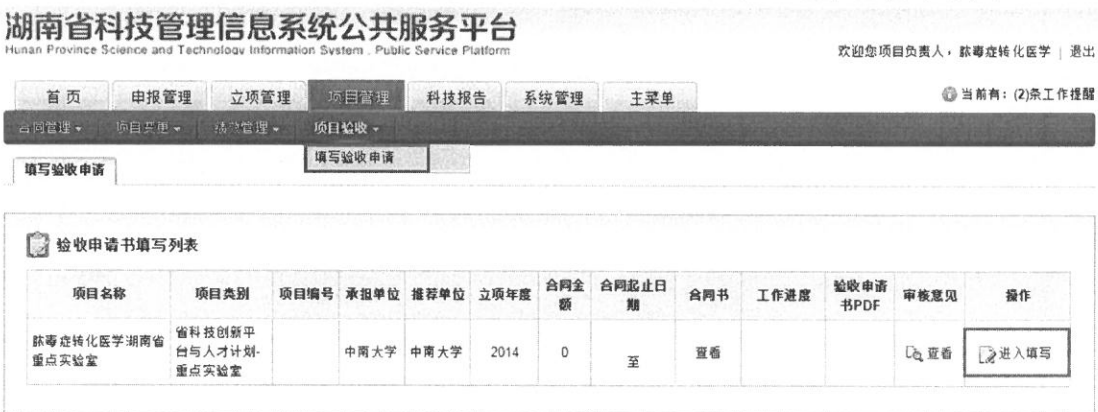 湖南省科技管理信息系统公共服务平台
Hunan Province Science and Technology Information System . Public Service Platform
欢迎您项目负责人，脓毒症转化医学 | 退出
首页 申报管理 立项管理 项目管理 科技报告 系统管理 主菜单
当前有：(2)条工作提醒
合同管理 项目变更 绩效管理 项目验收
填写验收申请
填写验收申请
验收申请书填写列表
项目名称 项目类别 项目编号 承担单位 推荐单位 立项年度 合同金额 合同起止日期 合同书 工作进度 验收申请书PDF 审核意见 操作
脓毒症转化医学湖南省
重点实验室
省科技创新平
台与人才计划-
重点实验室
中南大学 中南大学 2014 0 至 查看 查看 进入填写